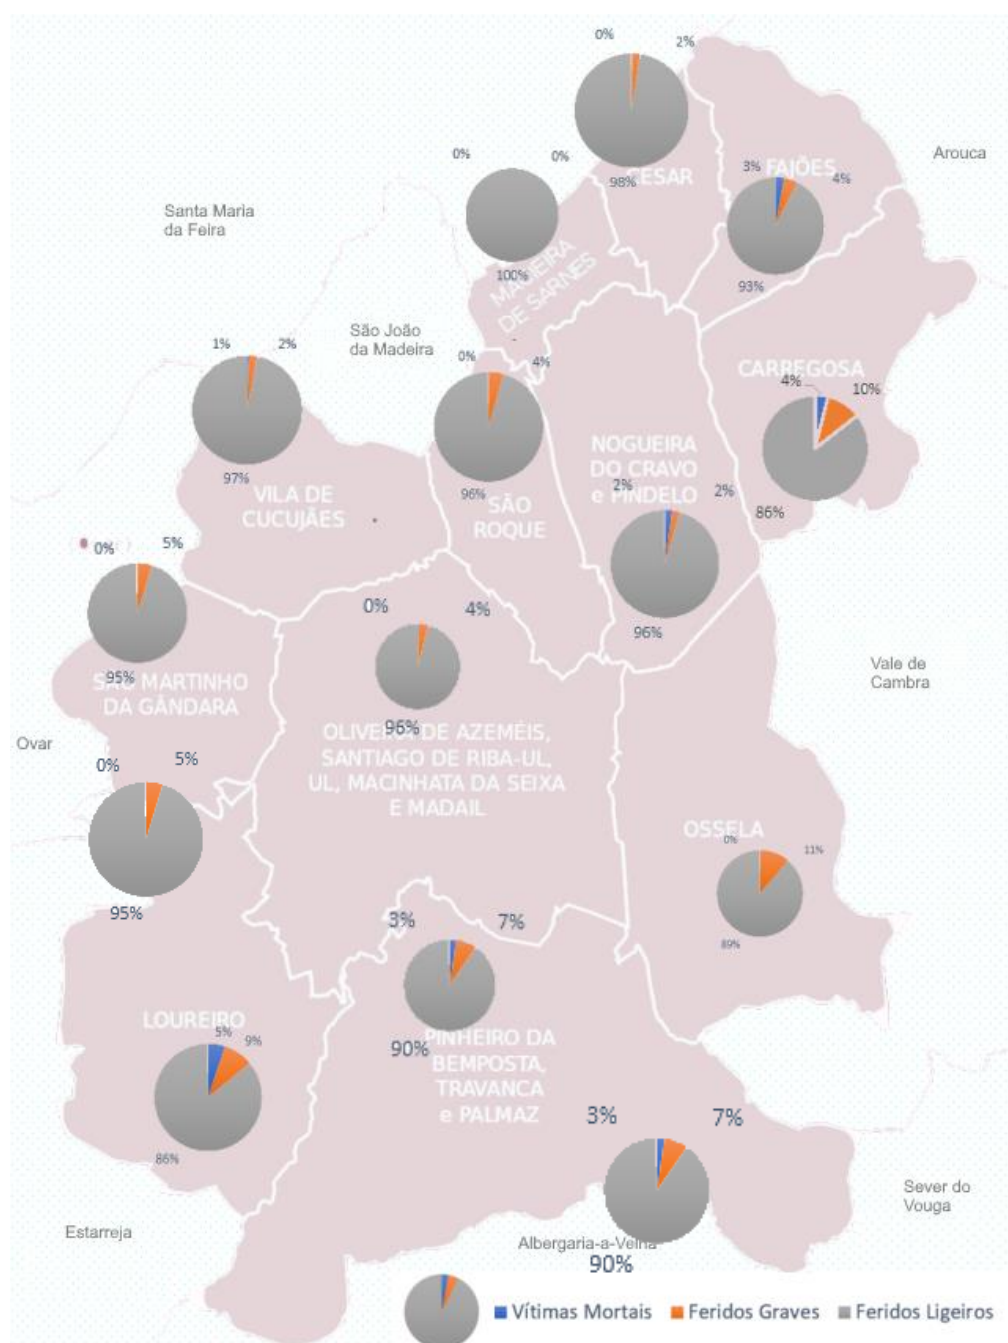 0%
2%
98%
CESAR
0%
0%
100%
MACIEIRA
DE SARNES
3%
FAJÕES
4%
93%
Arouca
Santa Maria
da Feira
São João
da Madeira
1%
2%
97%
VILA DE
CUCUJÃES
0%
4%
96%
SÃO
ROQUE
NOGUEIRA
DO CRAVO
e PINDELO
2%
2%
96%
CARREGOSA
4%
10%
86%
0%
5%
95%
SÃO MARTINHO
DA GÂNDARA
0%
4%
96%
OLIVEIRA DE AZEMÉIS,
SANTIAGO DE RIBA-UL,
UL, MACINHATA DA SEIXA
E MADAIL
Vale de
Cambra
Ovar
0%
5%
95%
OSSELA
0%
11%
89%
3%
7%
90%
PINHEIRO DA
BEMPOSTA,
TRAVANCA
e PALMAZ
LOUREIRO
5%
9%
86%
3%
7%
90%
Sever do
Vouga
Estarreja
Albergaria-a-Velha
Vítimas Mortais
Feridos Graves
Feridos Ligeiros